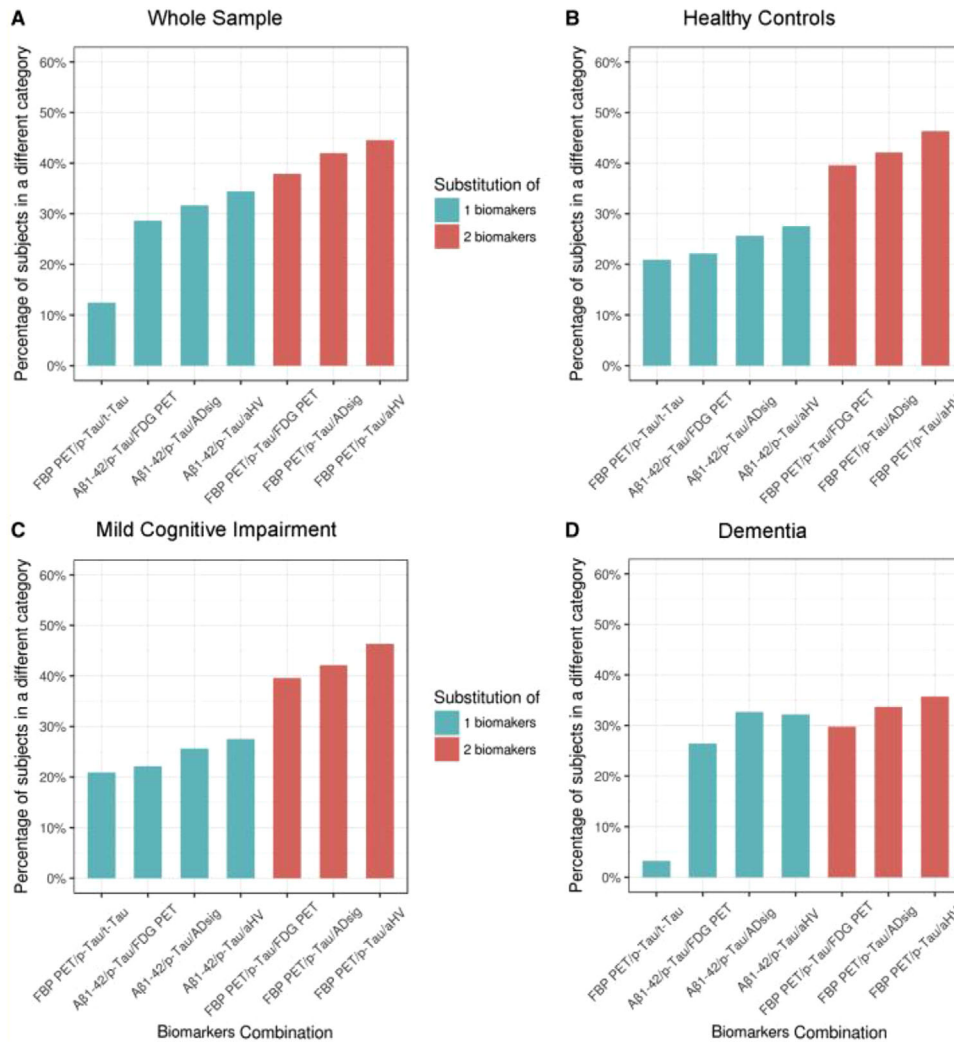 A
Whole Sample
Percentage of subjects in a different category
60%
50%
40%
30%
20%
10%
0%
FBP PET/p-Tau/t-Tau
Aβ1-42/p-Tau/FDG PET
Aβ1-42/p-Tau/ADsig
Aβ1-42/p-Tau/aHV
FBP PET/p-Tau/FDG PET
FBP PET/p-Tau/ADsig
FBP PET/p-Tau/aHV
Substitution of
1 biomakers
2 biomakers
B
Healthy Controls
Percentage of subjects in a different category
60%
50%
40%
30%
20%
10%
0%
FBP PET/p-Tau/t-Tau
Aβ1-42/p-Tau/FDG PET
Aβ1-42/p-Tau/ADsig
Aβ1-42/p-Tau/aHV
FBP PET/p-Tau/FDG PET
FBP PET/p-Tau/ADsig
FBP PET/p-Tau/aHV
C
Mild Cognitive Impairment
Percentage of subjects in a different category
60%
50%
40%
30%
20%
10%
0%
FBP PET/p-Tau/t-Tau
Aβ1-42/p-Tau/FDG PET
Aβ1-42/p-Tau/ADsig
Aβ1-42/p-Tau/aHV
FBP PET/p-Tau/FDG PET
FBP PET/p-Tau/ADsig
FBP PET/p-Tau/aHV
Biomarkers Combination
Substitution of
1 biomakers
2 biomakers
D
Dementia
Percentage of subjects in a different category
60%
50%
40%
30%
20%
10%
0%
FBP PET/p-Tau/t-Tau
Aβ1-42/p-Tau/FDG PET
Aβ1-42/p-Tau/ADsig
Aβ1-42/p-Tau/aHV
FBP PET/p-Tau/FDG PET
FBP PET/p-Tau/ADsig
FBP PET/p-Tau/aHV
Biomarkers Combination